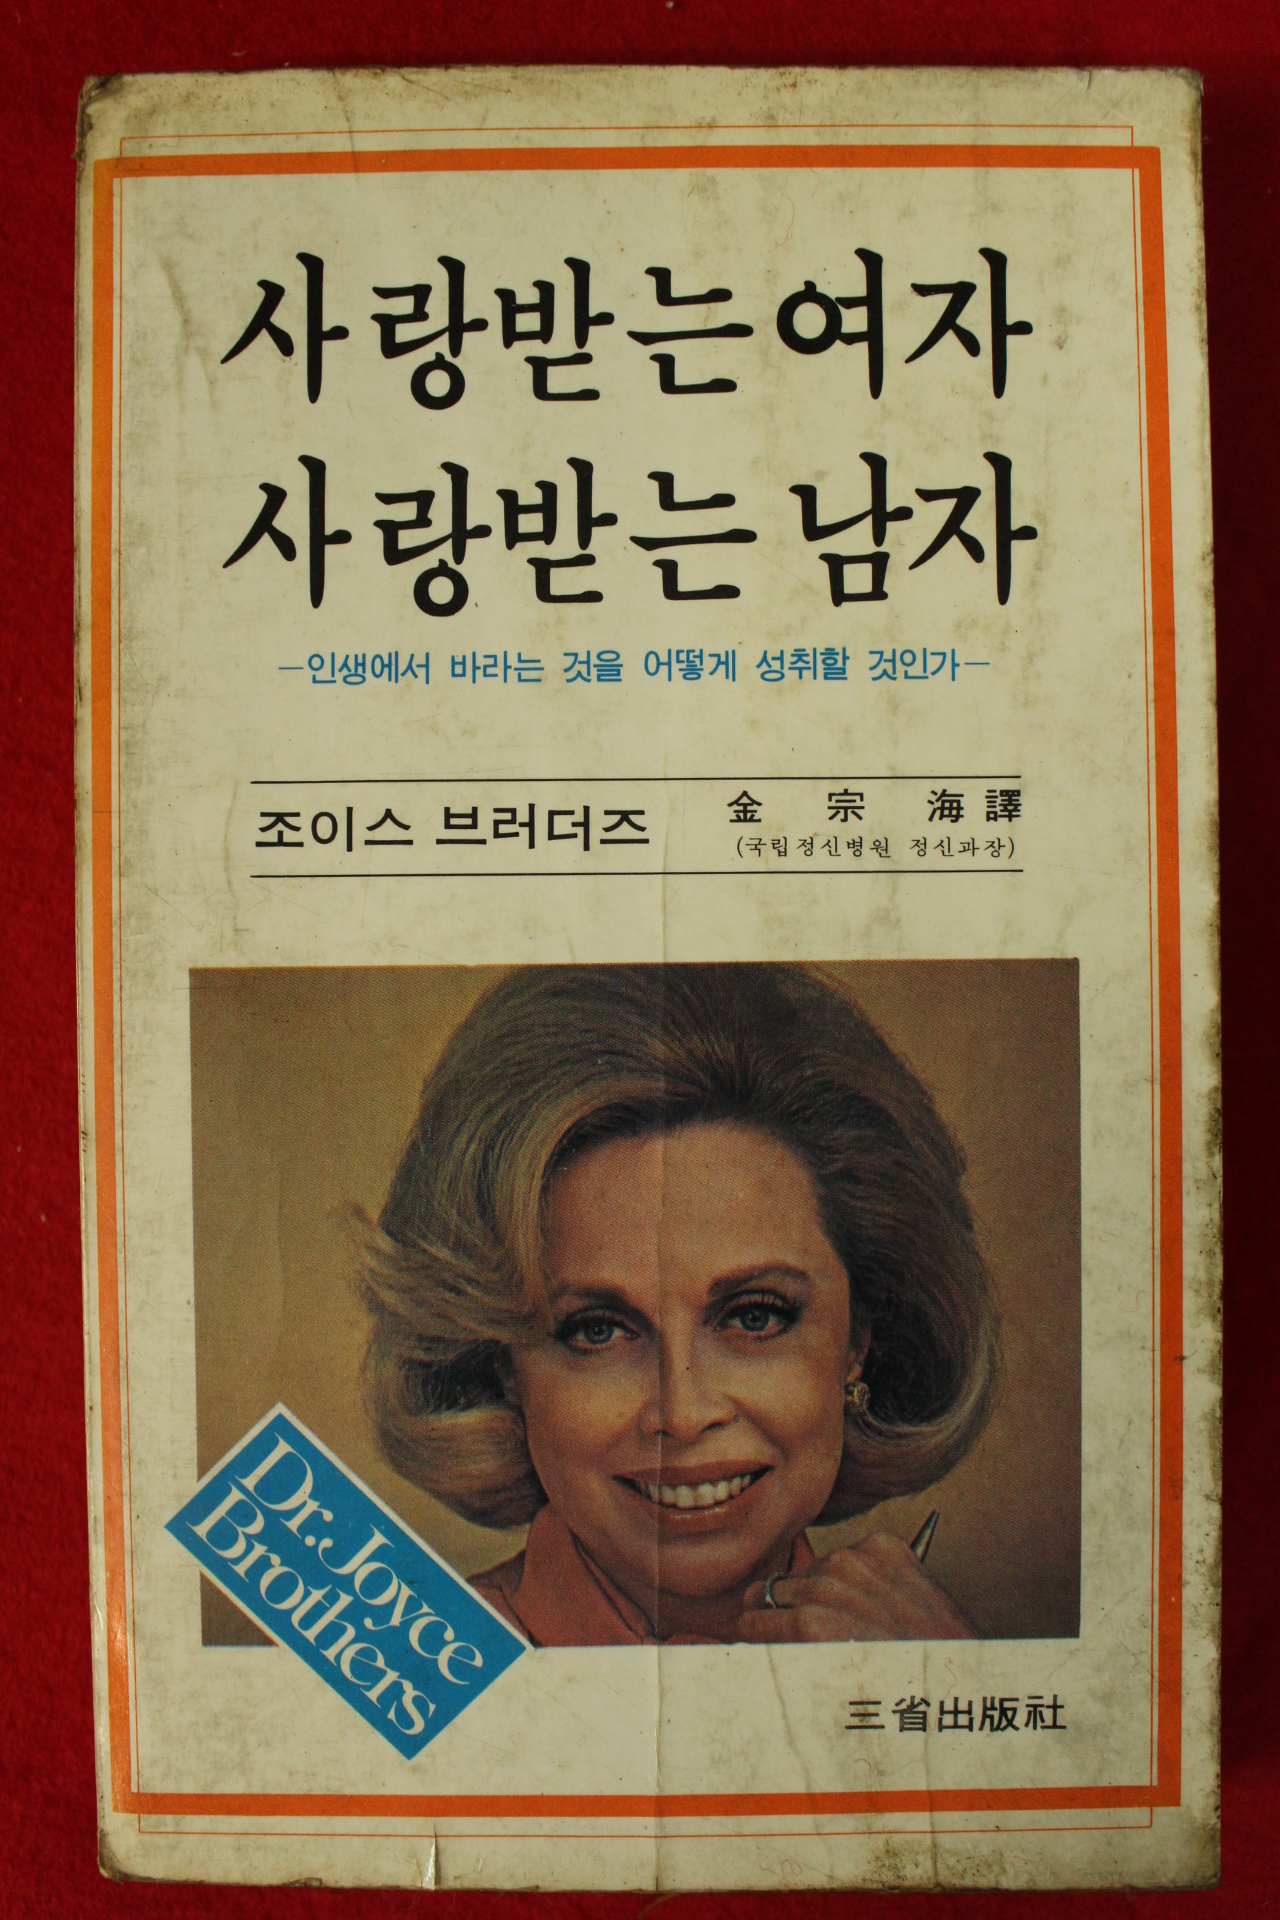 사랑받는 여자
사랑받는 남자
—인생에서 바라는 것을 어떻게 성취할 것인가—
조이스 브러더즈
金 宗 海 譯
(국립정신병원 정신과장)
Dr. Joyce
Brothers
三省出版社